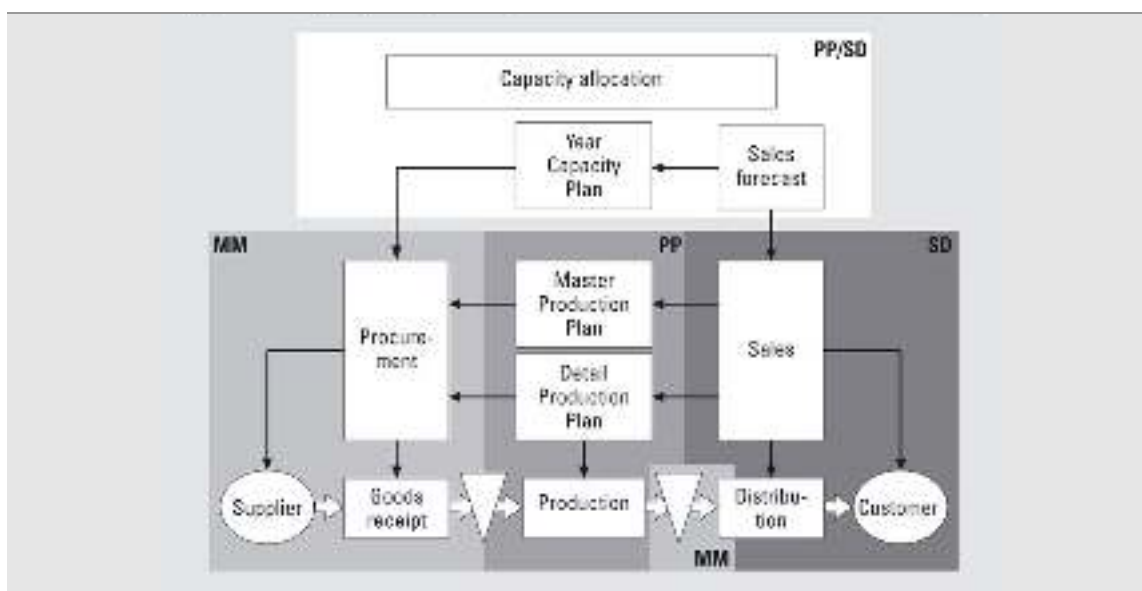 PP/SD
Capacity allocation
Year
Capacity
Plan
Sales
forecast
MM
PP
SD
Procure-
ment
Master
Production
Plan
Sales
Detail
Production
Plan
Supplier
Goods
receipt
Production
Distribu-
tion
Customer
MM